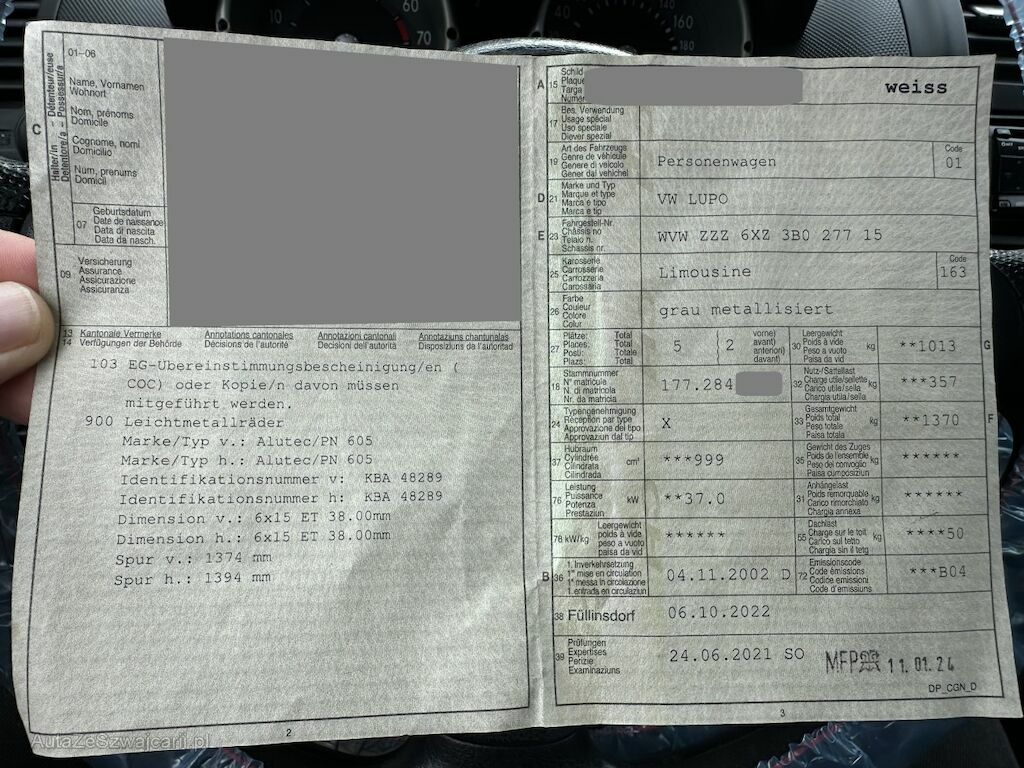 60
70
40
140
160
180
C
Halter/in - Détenteur/euse
Detentore/a - Possessur/a
01-06
Name, Vornamen
Wohnort
Nom, prénoms
Domicile
Cognome, nomi
Domicilio
Num, prenums
Domicil
07
Geburtsdatum
Date de naissance
Data di nascita
Data da nasch.
09
Versicherung
Assurance
Assicurazione
Assicuranza
13 Kantonale Vermerke Annotations cantonales Annotazioni cantonali Annotaziuns chantunalas
14 Verfügungen der Behörde Décisions de l'autorité Decisioni dell'autorità Disposiziuns da l'autoritad
103 EG-Übereinstimmungsbescheinigung/en (
COC) oder Kopie/n davon müssen
mitgeführt werden.
900 Leichtmetallräder
Marke/Typ v.: Alutec/PN 605
Marke/Typ h.: Alutec/PN 605
Identifikationsnummer v: KBA 48289
Identifikationsnummer h: KBA 48289
Dimension v.: 6x15 ET 38.00mm
Dimension h.: 6x15 ET 38.00mm
Spur v.: 1374 mm
Spur h.: 1394 mm
2
AutaZeSzwajcarii.pl
A 15
Schild
Plaque
Targa
Numer
weiss
17
Bes. Verwendung
Usage spécial
Uso speciale
Diever spezial
19
Art des Fahrzeugs
Genre de véhicule
Genere di veicolo
Gener dal vehichel
Personenwagen
Code
01
D 21
Marke und Typ
Marque et type
Marca e tipo
Marca e tip
VW LUPO
E 23
Fahrgestell-Nr.
Châssis no
Telaio n.
Schassis nr.
WVW ZZZ 6XZ 3B0 277 15
25
Karosserie
Carrosserie
Carrozzeria
Carossaria
Limousine
Code
163
26
Farbe
Couleur
Colore
Colur
grau metallisiert
27
Plätze: Total
Places: Total
Posti: Totale
Plazs: Total
5
2
vorne)
avant)
anteriori)
davant)
30
Leergewicht
Poids à vide
Peso a vuoto
Paisa da vid
kg
**1013
G
18
Stammnummer
N° matricule
N. di matricola
Nr. da matricla
177.284
32
Nutz-/Sattellast
Charge utile/sellette
Carico utile/sella
Chargia utila/sella
kg
***357
24
Typengenehmigung
Réception par type
Approvazione del tipo
Approvaziun dal tip
X
33
Gesamtgewicht
Poids total
Peso totale
Paisa totala
kg
**1370
F
37
Hubraum
Cylindrée
Cilindrata
Cilindrada
cm³
***999
35
Gewicht des Zuges
Poids de l'ensemble
Peso del convoglio
Paisa cumposiziun
kg
******
76
Leistung
Puissance
Potenza
Prestaziun
kW
**37.0
31
Anhängelast
Poids remorquable
Carico rimorchiabile
Chargia annexa
kg
******
78 kW/kg
Leergewicht
poids à vide
peso a vuoto
paisa da vid
******
55
Dachlast
Charge sur le toit
Carico sul tetto
Chargia sin il tetg
kg
****50
B 36
1. Inverkehrsetzung
1re mise en circulation
1a messa in circolazione
1. entrada en circulaziun
04.11.2002 D
72
Emissionscode
Code émissions
Codice emissioni
Code d'emissiuns
***B04
38 Füllinsdorf
06.10.2022
39
Prüfungen
Expertises
Perizie
Examinaziuns
24.06.2021 SO
MFP 11.01.24
DP_CGN_D
3